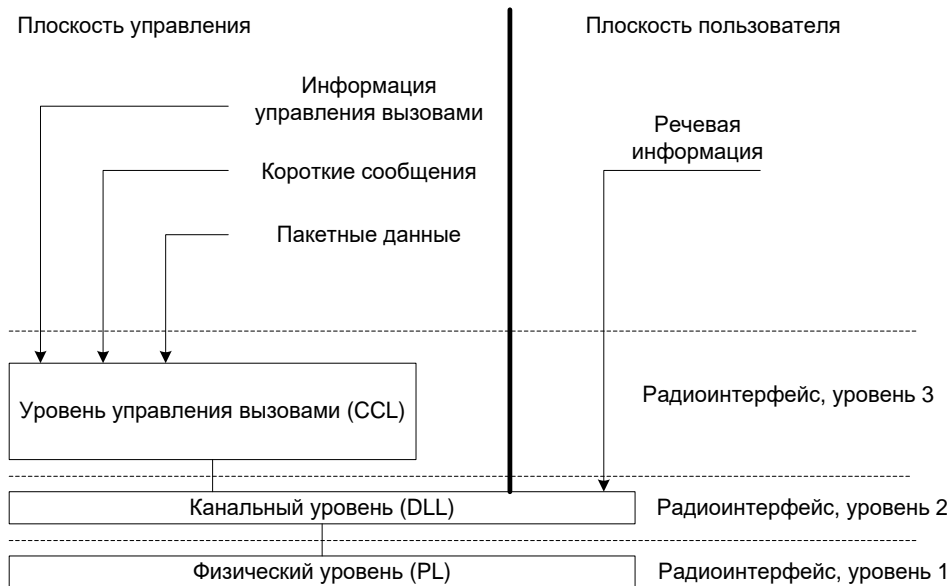 Плоскость управления
Плоскость пользователя
Информация
управления вызовами
Короткие сообщения
Пакетные данные
Речевая
информация
Уровень управления вызовами (CCL)
Радиоинтерфейс, уровень 3
Канальный уровень (DLL)
Радиоинтерфейс, уровень 2
Физический уровень (PL)
Радиоинтерфейс, уровень 1